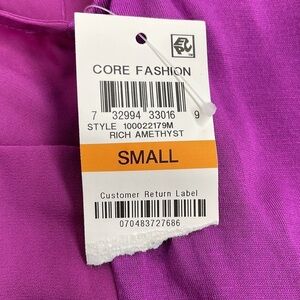 CORE FASHION
7 32994 33016 9
STYLE 100022179M
RICH AMETHYST
SMALL
Customer Return Label
070483727686